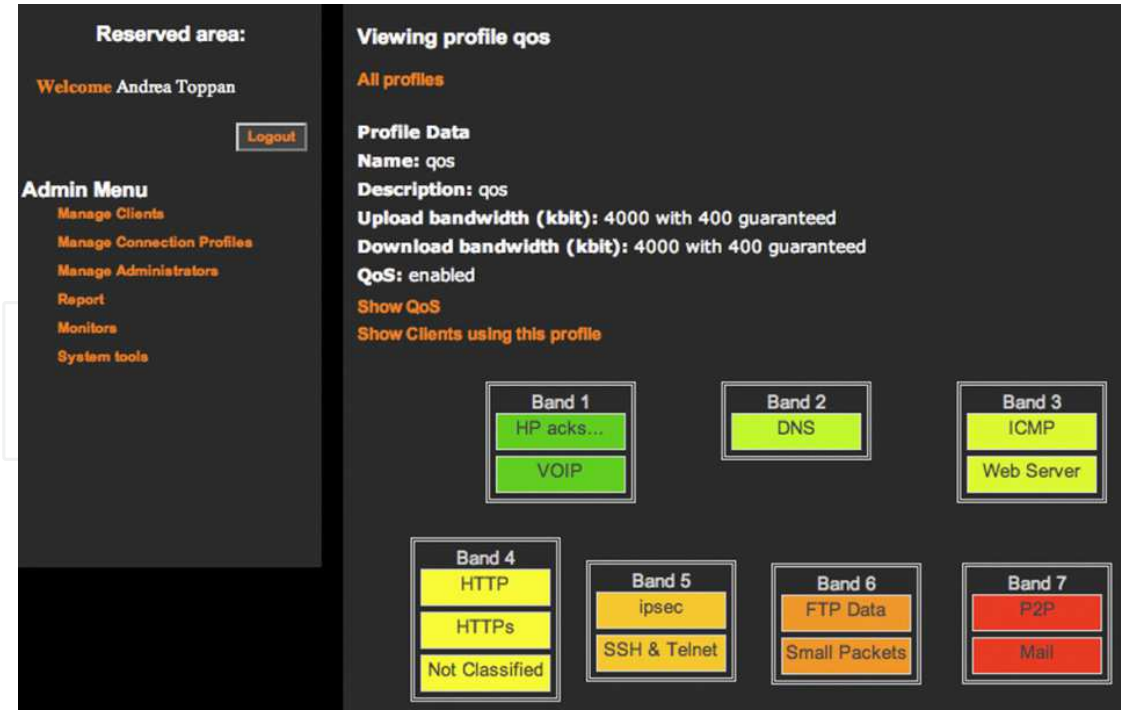 Reserved area:
Welcome Andrea Toppan
Logout
Admin Menu
Manage Clients
Manage Connection Profiles
Manage Administrators
Report
Monitors
System tools
Viewing profile qos
All profiles
Profile Data
Name: qos
Description: qos
Upload bandwidth (kbit): 4000 with 400 guaranteed
Download bandwidth (kbit): 4000 with 400 guaranteed
QoS: enabled
Show QoS
Show Clients using this profile
Band 1
HP acks...
VOIP
Band 2
DNS
Band 3
ICMP
Web Server
Band 4
HTTP
HTTPs
Not Classified
Band 5
ipsec
SSH & Telnet
Band 6
FTP Data
Small Packets
Band 7
P2P
Mail